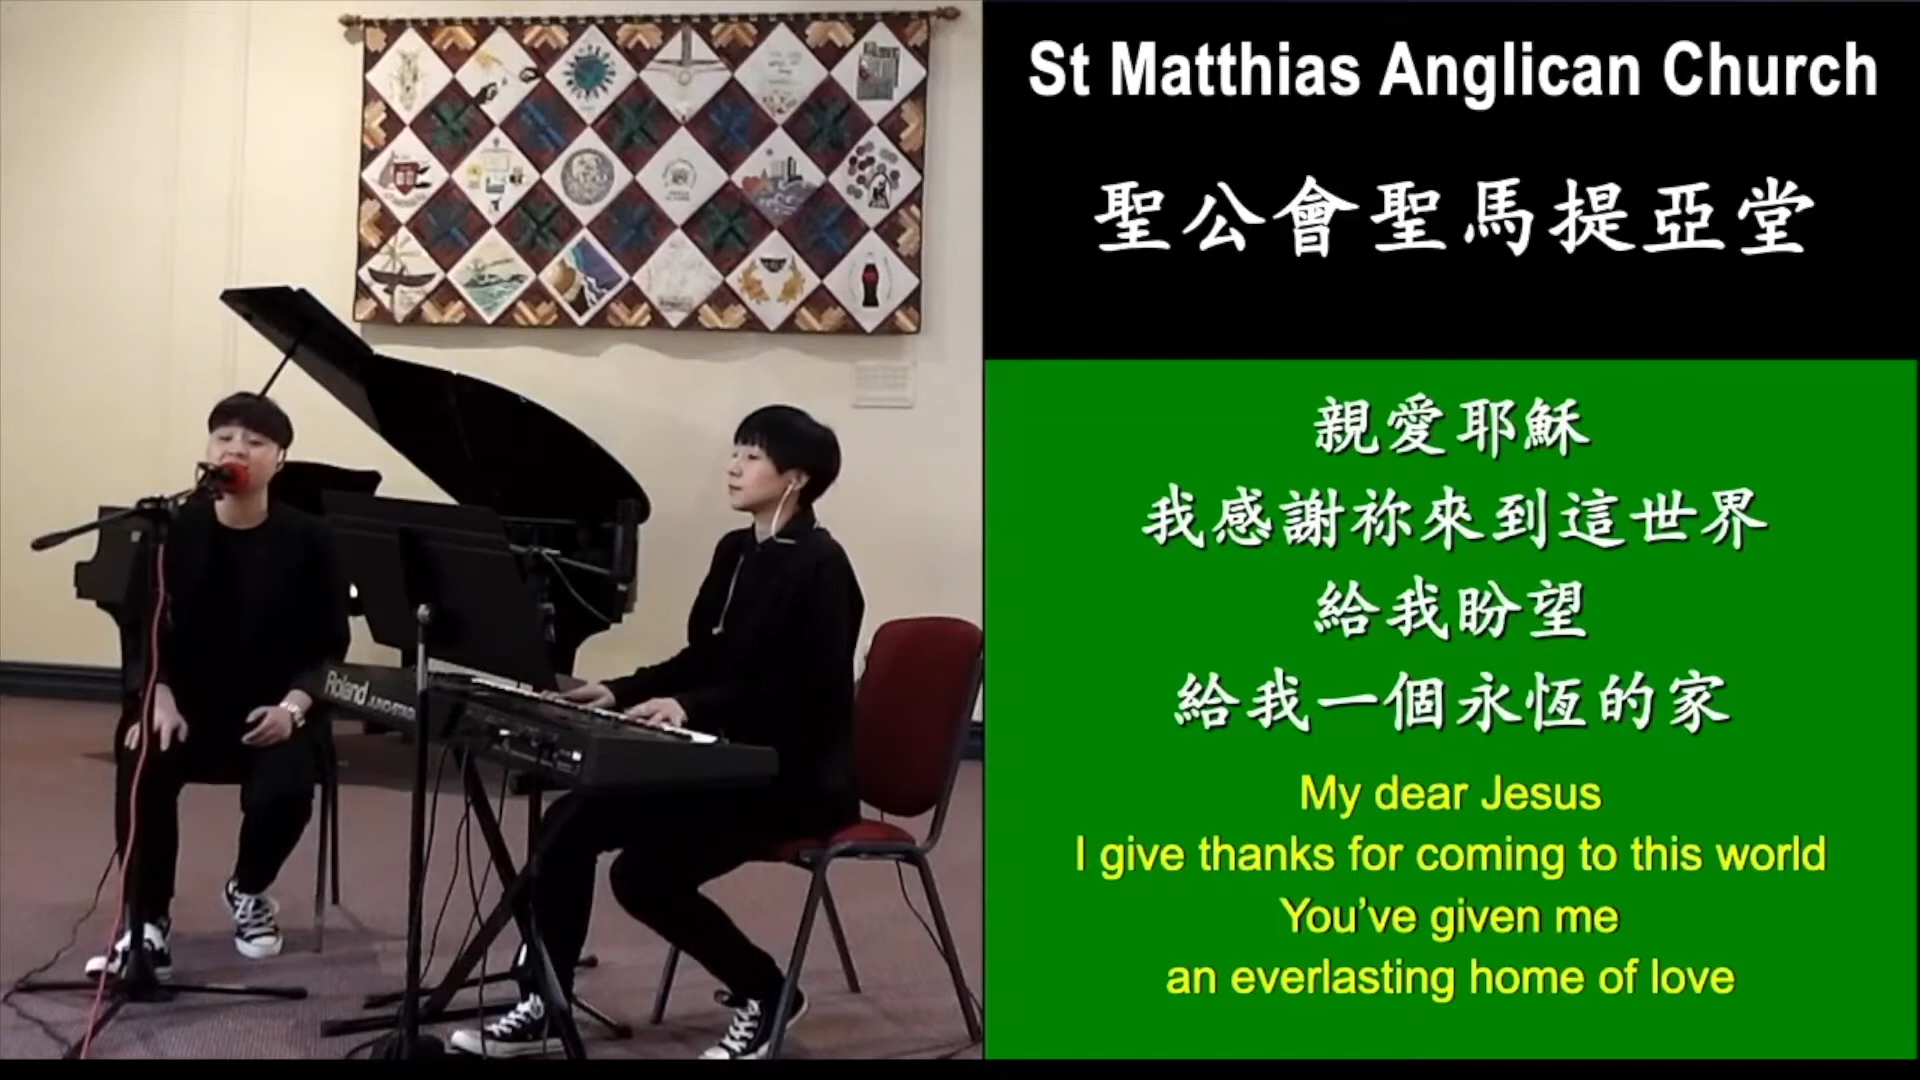 St Matthias Anglican Church
聖公會聖馬提亞堂
親愛耶穌
我感謝祢來到這世界
給我盼望
給我一個永恆的家
My dear Jesus
I give thanks for coming to this world
You’ve given me
an everlasting home of love
Roland
JUNO-STAGE